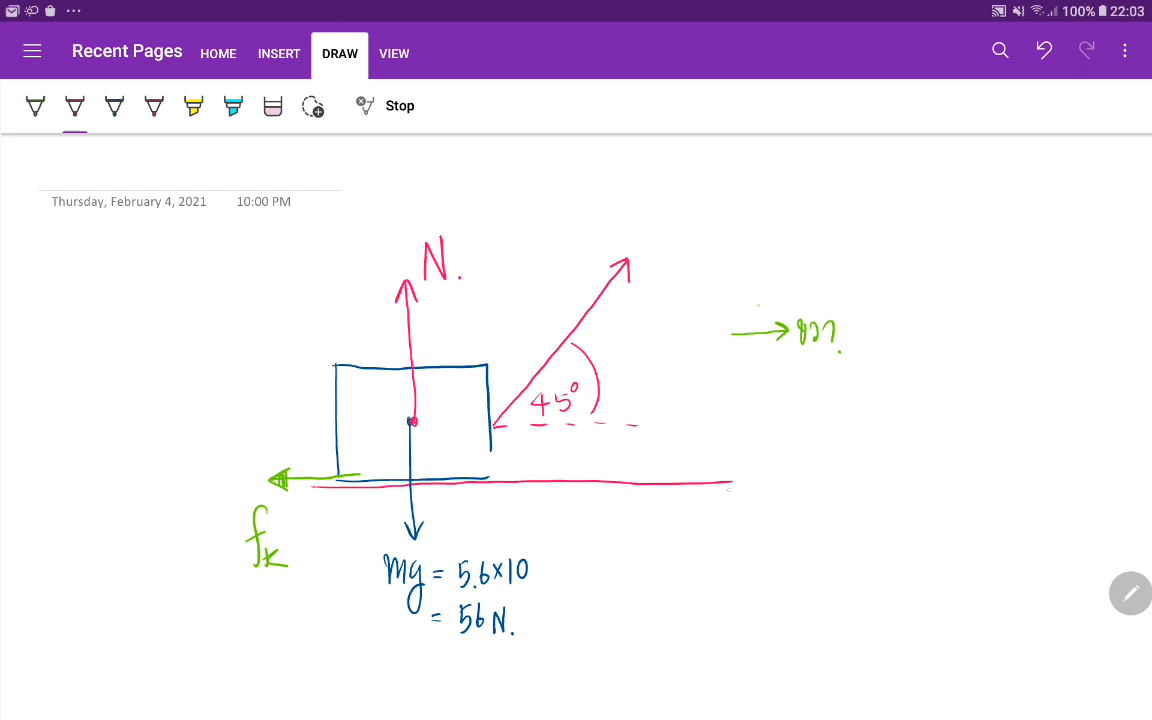 100% 22:03
Recent Pages HOME INSERT DRAW VIEW
Stop
Thursday, February 4, 2021 10:00 PM
N.
45°
fk
mg = 5.6×10
= 56 N.